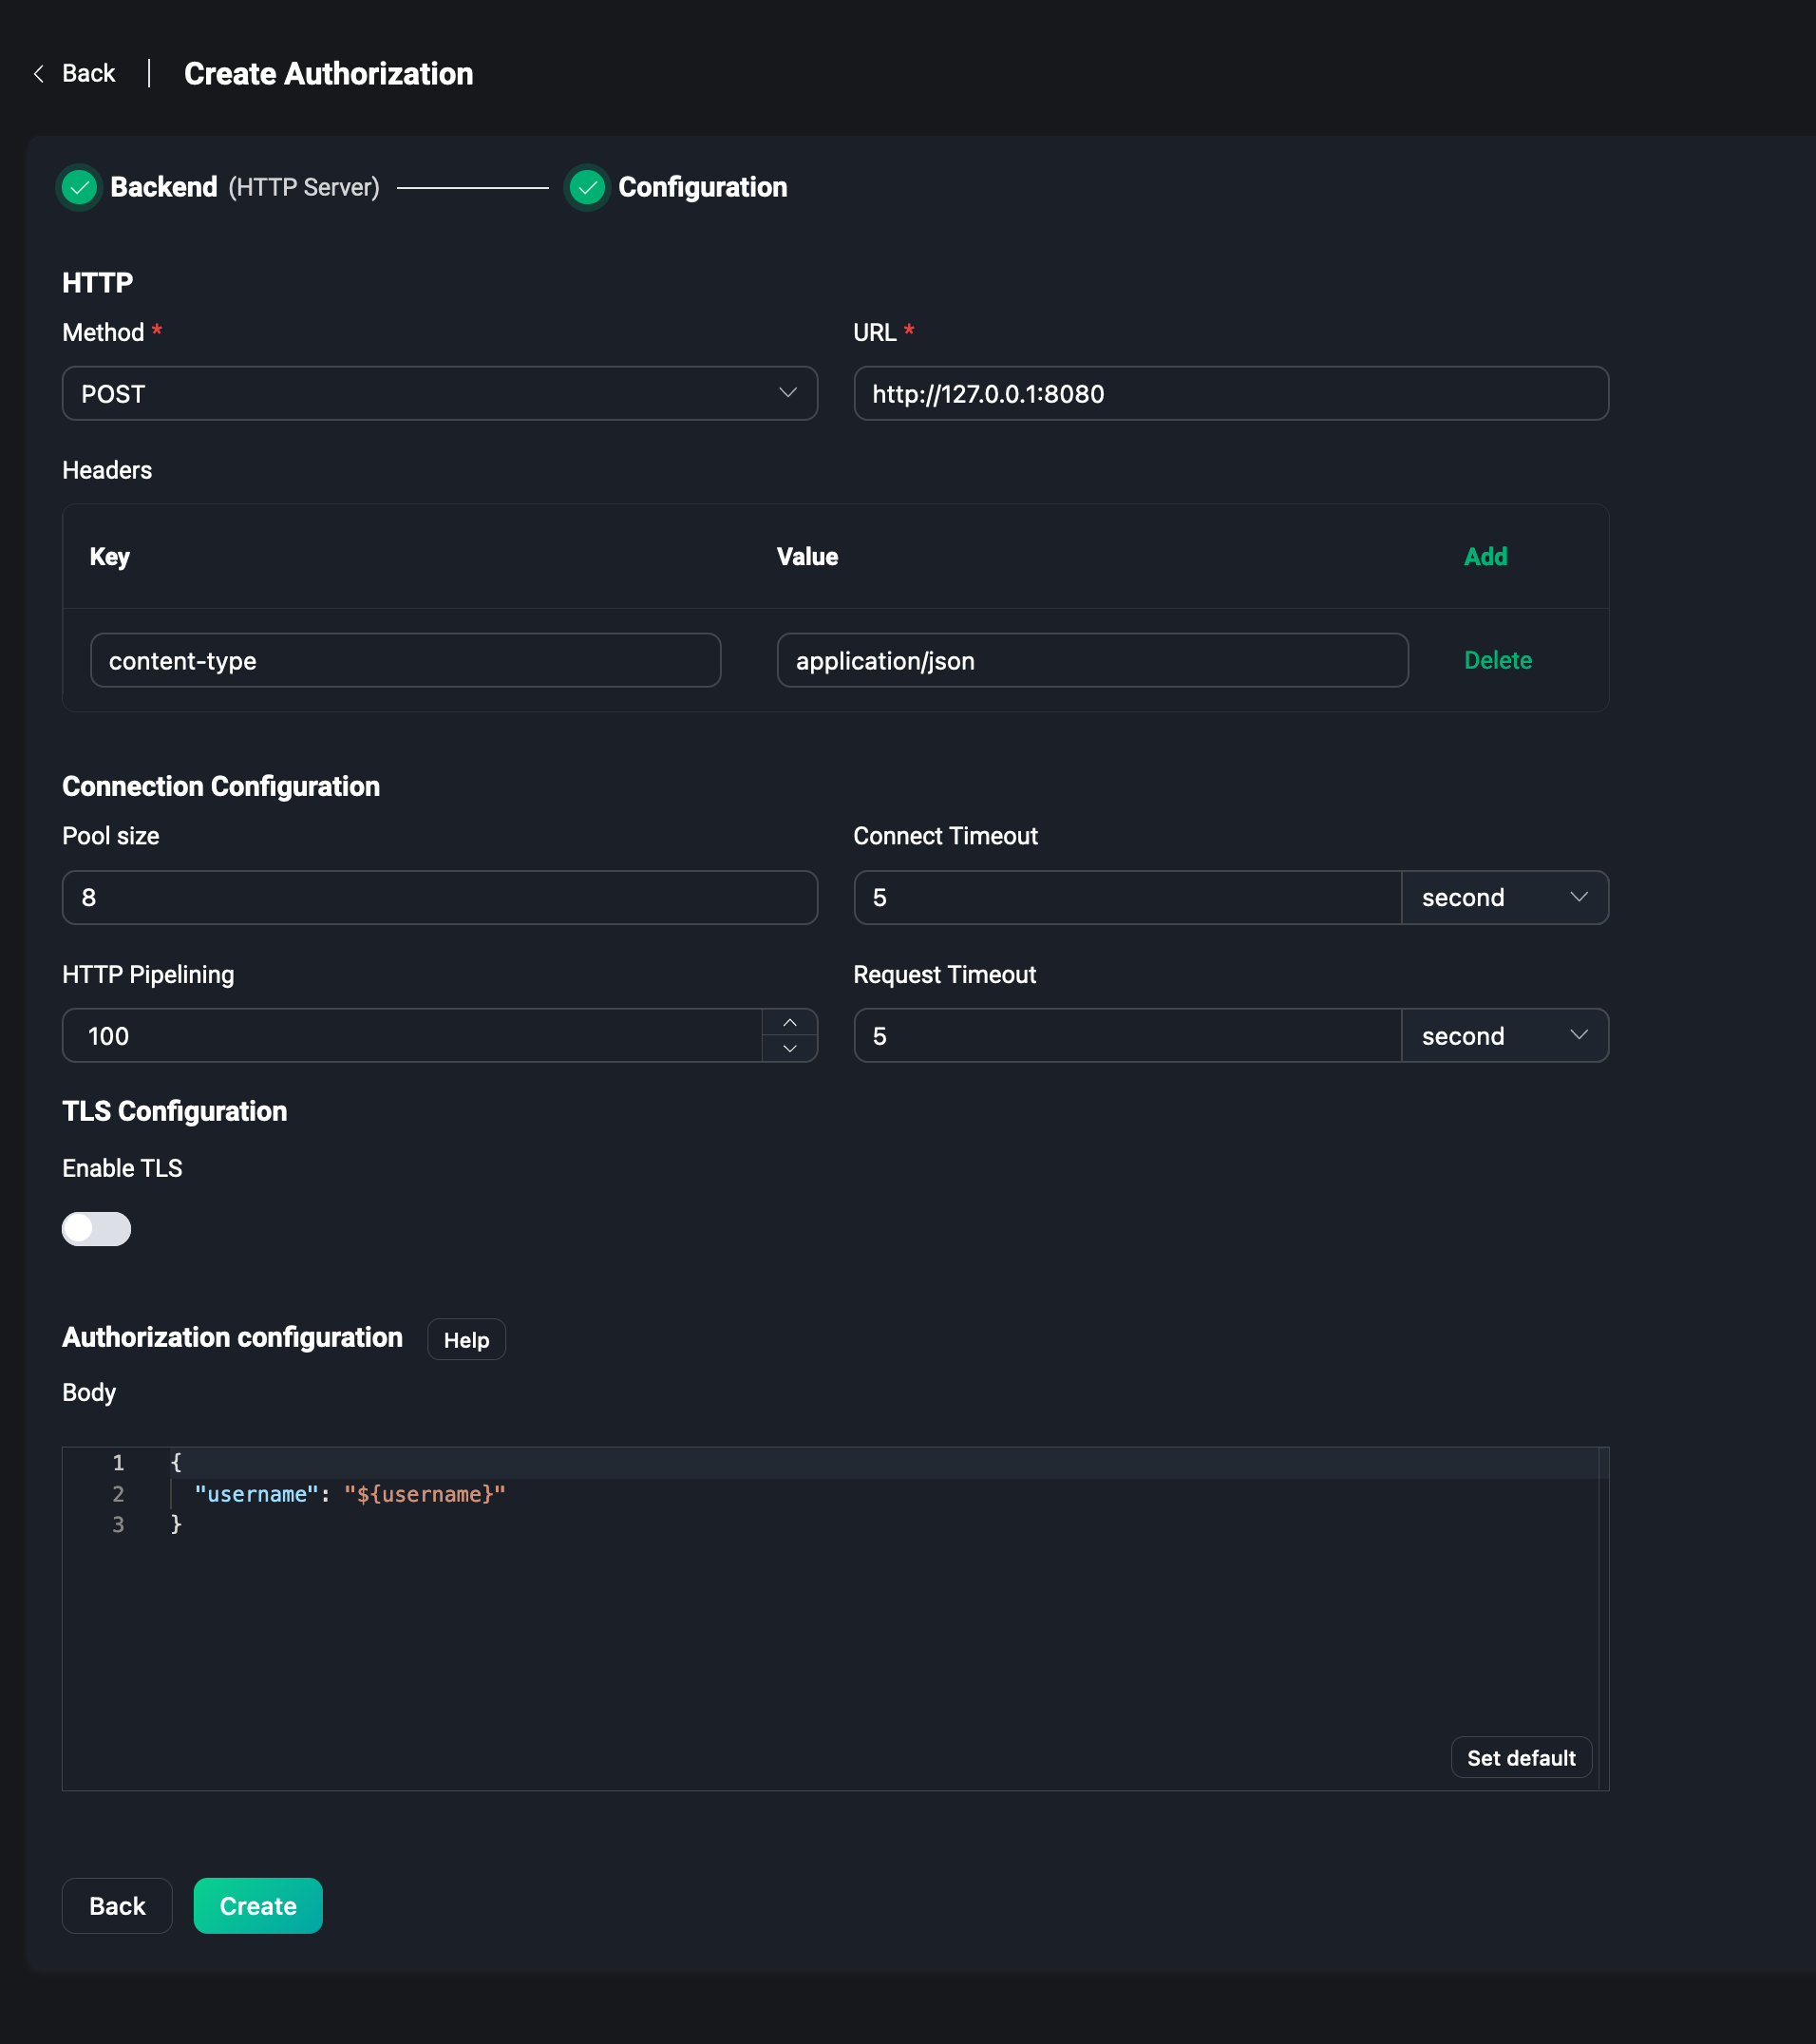 Back
Create Authorization
Backend (HTTP Server)
Configuration
HTTP
Method *
URL *
POST
http://127.0.0.1:8080
Headers
Key
Value
Add
content-type
application/json
Delete
Connection Configuration
Pool size
Connect Timeout
8
5
second
HTTP Pipelining
Request Timeout
100
5
second
TLS Configuration
Enable TLS
Authorization configuration
Help
Body
1 {
2 "username": "${username}"
3 }
Set default
Back
Create